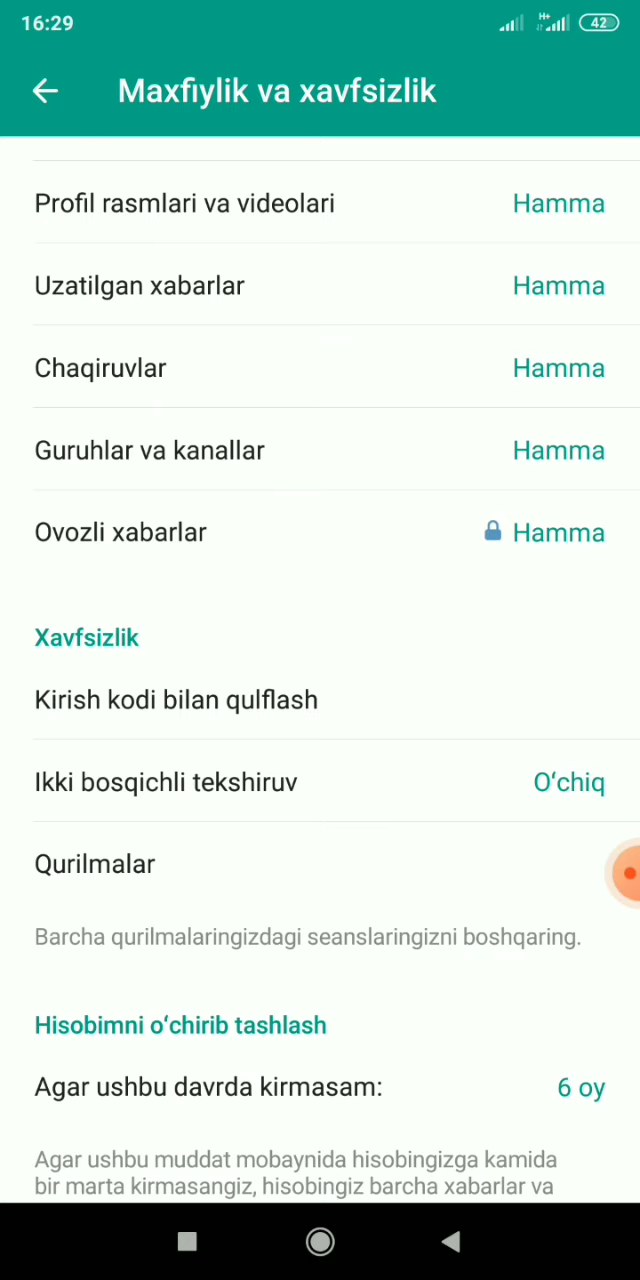 16:29
H+
42
Maxfiylik va xavfsizlik
Profil rasmlari va videolari Hamma
Uzatilgan xabarlar Hamma
Chaqiruvlar Hamma
Guruhlar va kanallar Hamma
Ovozli xabarlar Hamma
Xavfsizlik
Kirish kodi bilan qulflash
Ikki bosqichli tekshiruv Oʻchiq
Qurilmalar
Barcha qurilmalaringizdagi seanslaringizni boshqaring.
Hisobimni oʻchirib tashlash
Agar ushbu davrda kirmasam: 6 oy
Agar ushbu muddat mobaynida hisobingizga kamida
bir marta kirmasangiz, hisobingiz barcha xabarlar va